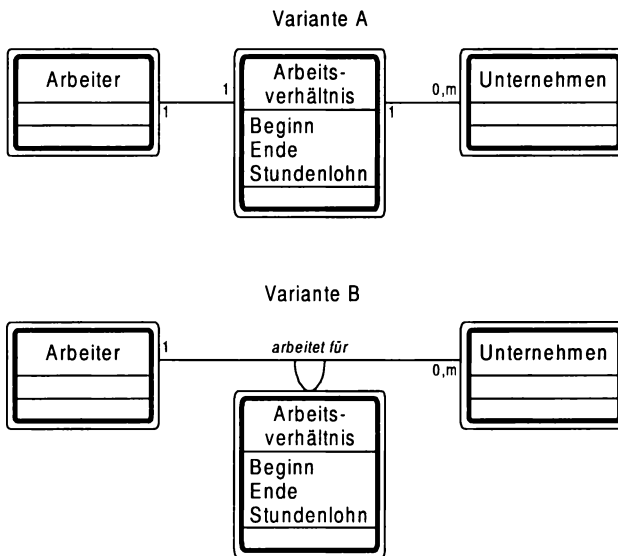 Variante A
Arbeiter
1
1
Arbeits-
verhältnis
Beginn
Ende
Stundenlohn
1
0,m
Unternehmen
Variante B
Arbeiter
1
arbeitet für
0,m
Unternehmen
Arbeits-
verhältnis
Beginn
Ende
Stundenlohn